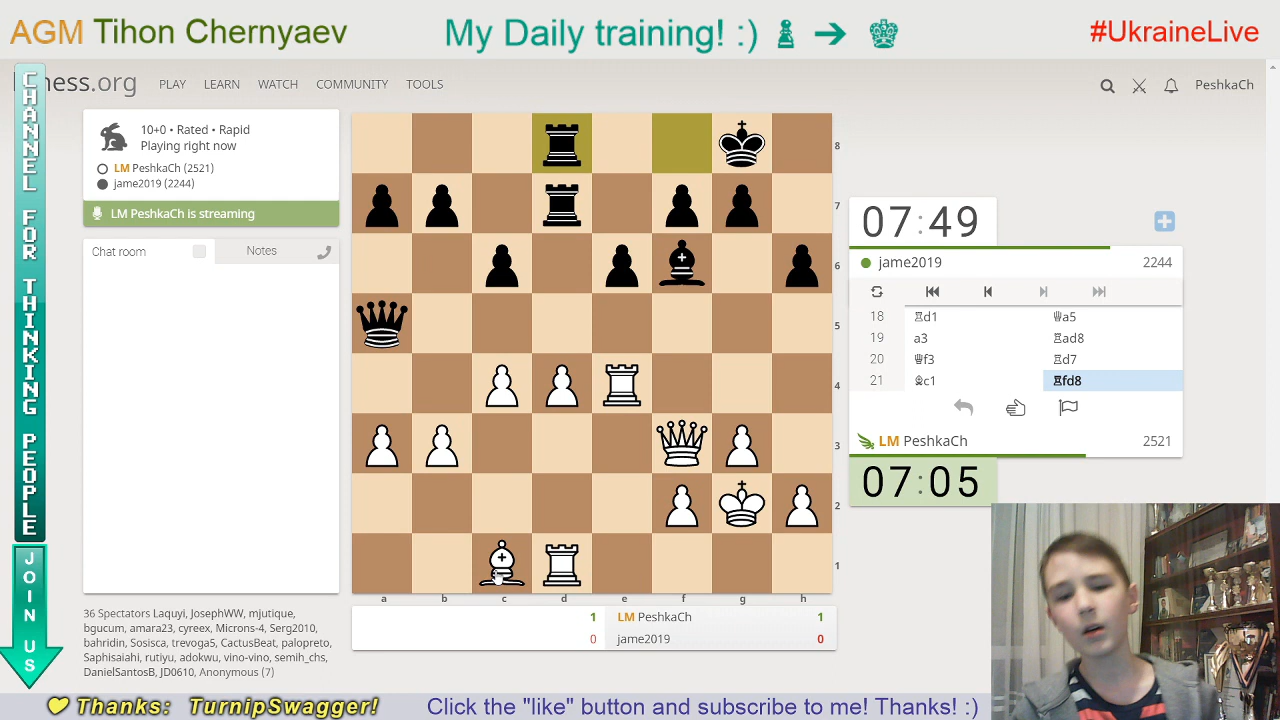 AGM Tihon Chernyaev
My Daily training! :)
#UkraineLive
CHANNEL FOR THINKING PEOPLE
JOIN US
hess.org
PLAY LEARN WATCH COMMUNITY TOOLS
PeshkaCh
10+0 • Rated • Rapid
Playing right now
LM PeshkaCh (2521)
jame2019 (2244)
LM PeshkaCh is streaming
Chat room
Notes
36 Spectators Laquyi, JosephWW, mjutique,
bgucum, amara23, cyreex, Microns-4, Serg2010,
bahridin, Sosisca, trevoga5, CactusBeat, palopreto,
Saphisaiahi, rutiyu, adokwu, vino-vino, semih_chs,
DanielSantosB, JD0610, Anonymous (7)
8
7
6
5
4
3
2
1
a b c d e f g h
1 LM PeshkaCh 1
0 jame2019 0
07:49
jame2019 2244
18 ♖d1 ♕a5
19 a3 ♖ad8
20 ♕f3 ♖d7
21 ♗c1 ♖fd8
LM PeshkaCh 2521
07:05
Thanks: TurnipSwagger!
Click the "like" button and subscribe to me! Thanks! :)